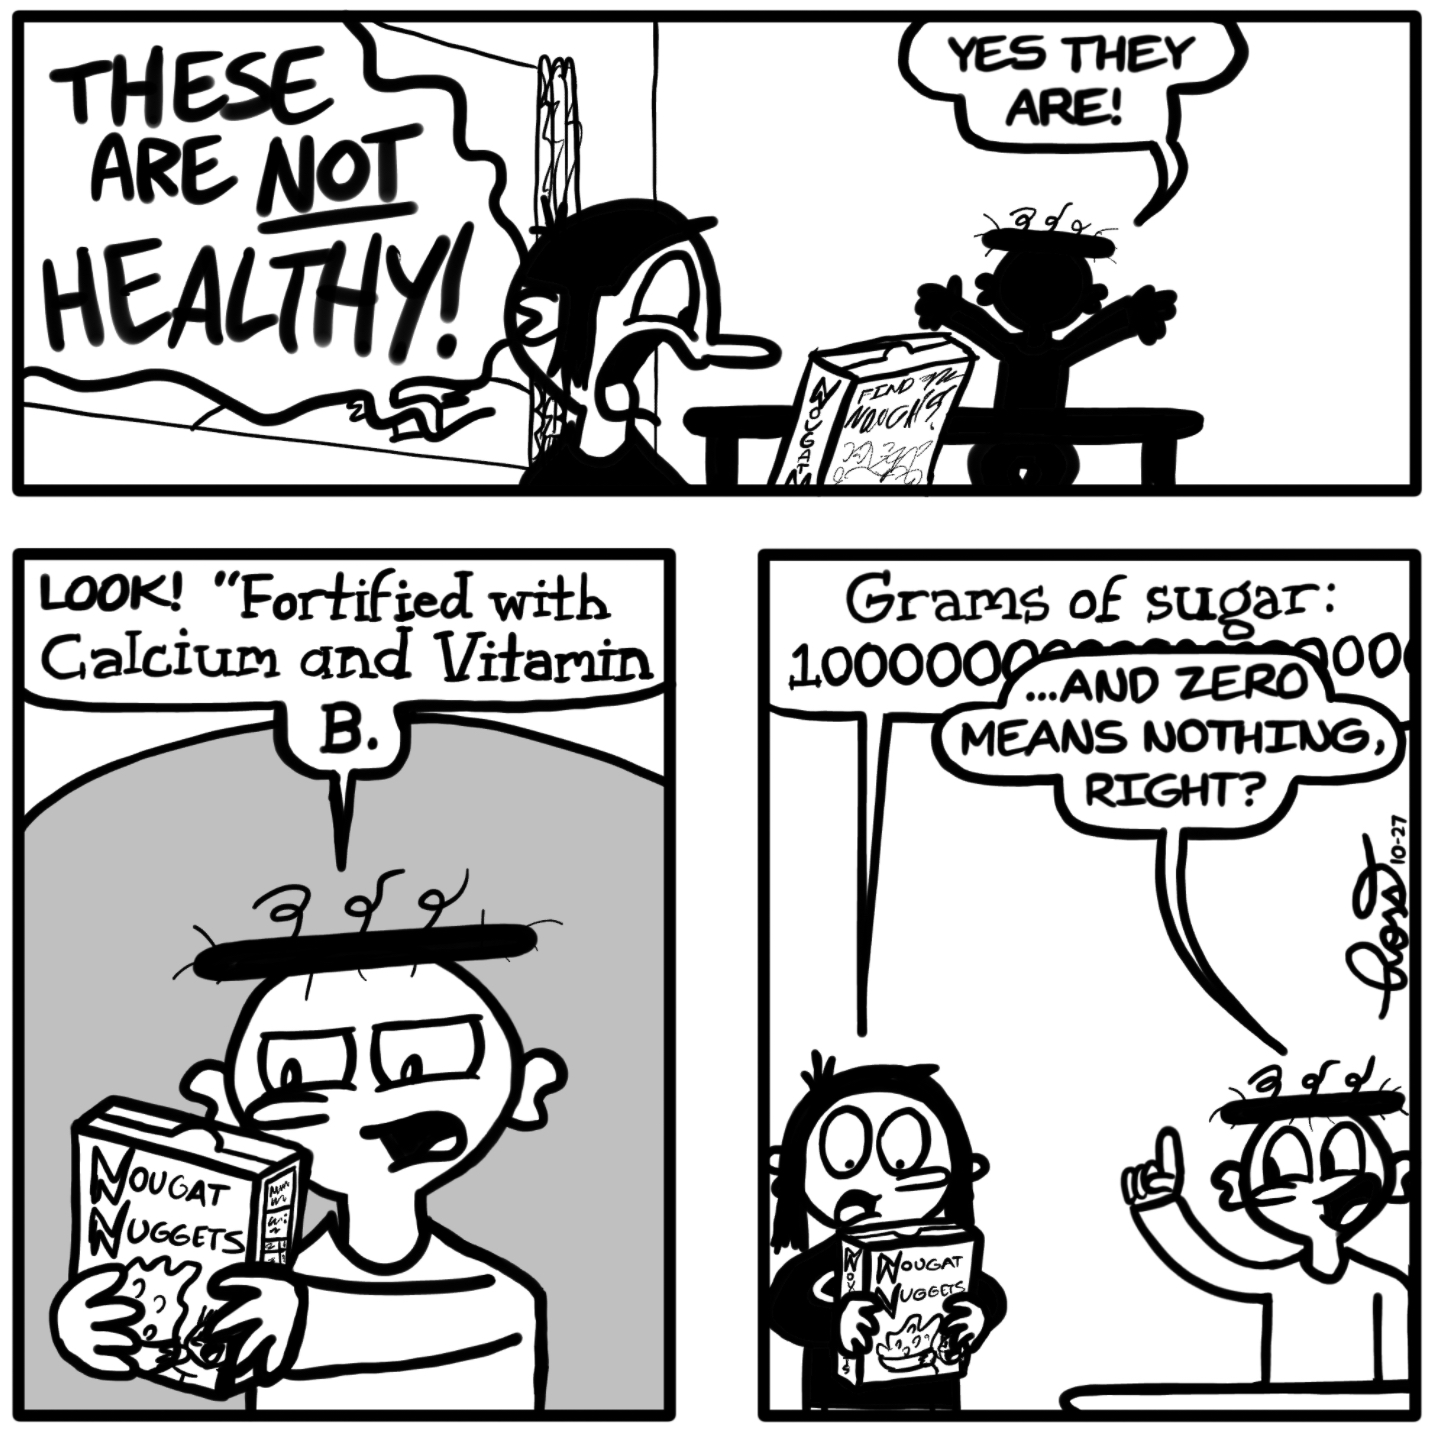 THESE
ARE NOT
HEALTHY!
YES THEY
ARE!
NOUGAT
FIND THE
LOOK! "Fortified with
Calcium and Vitamin
B.
NOUGAT
NUGGETS
Grams of sugar:
...AND ZERO
MEANS NOTHING,
RIGHT?
10-27
Ross
NOUGAT
NUGGETS